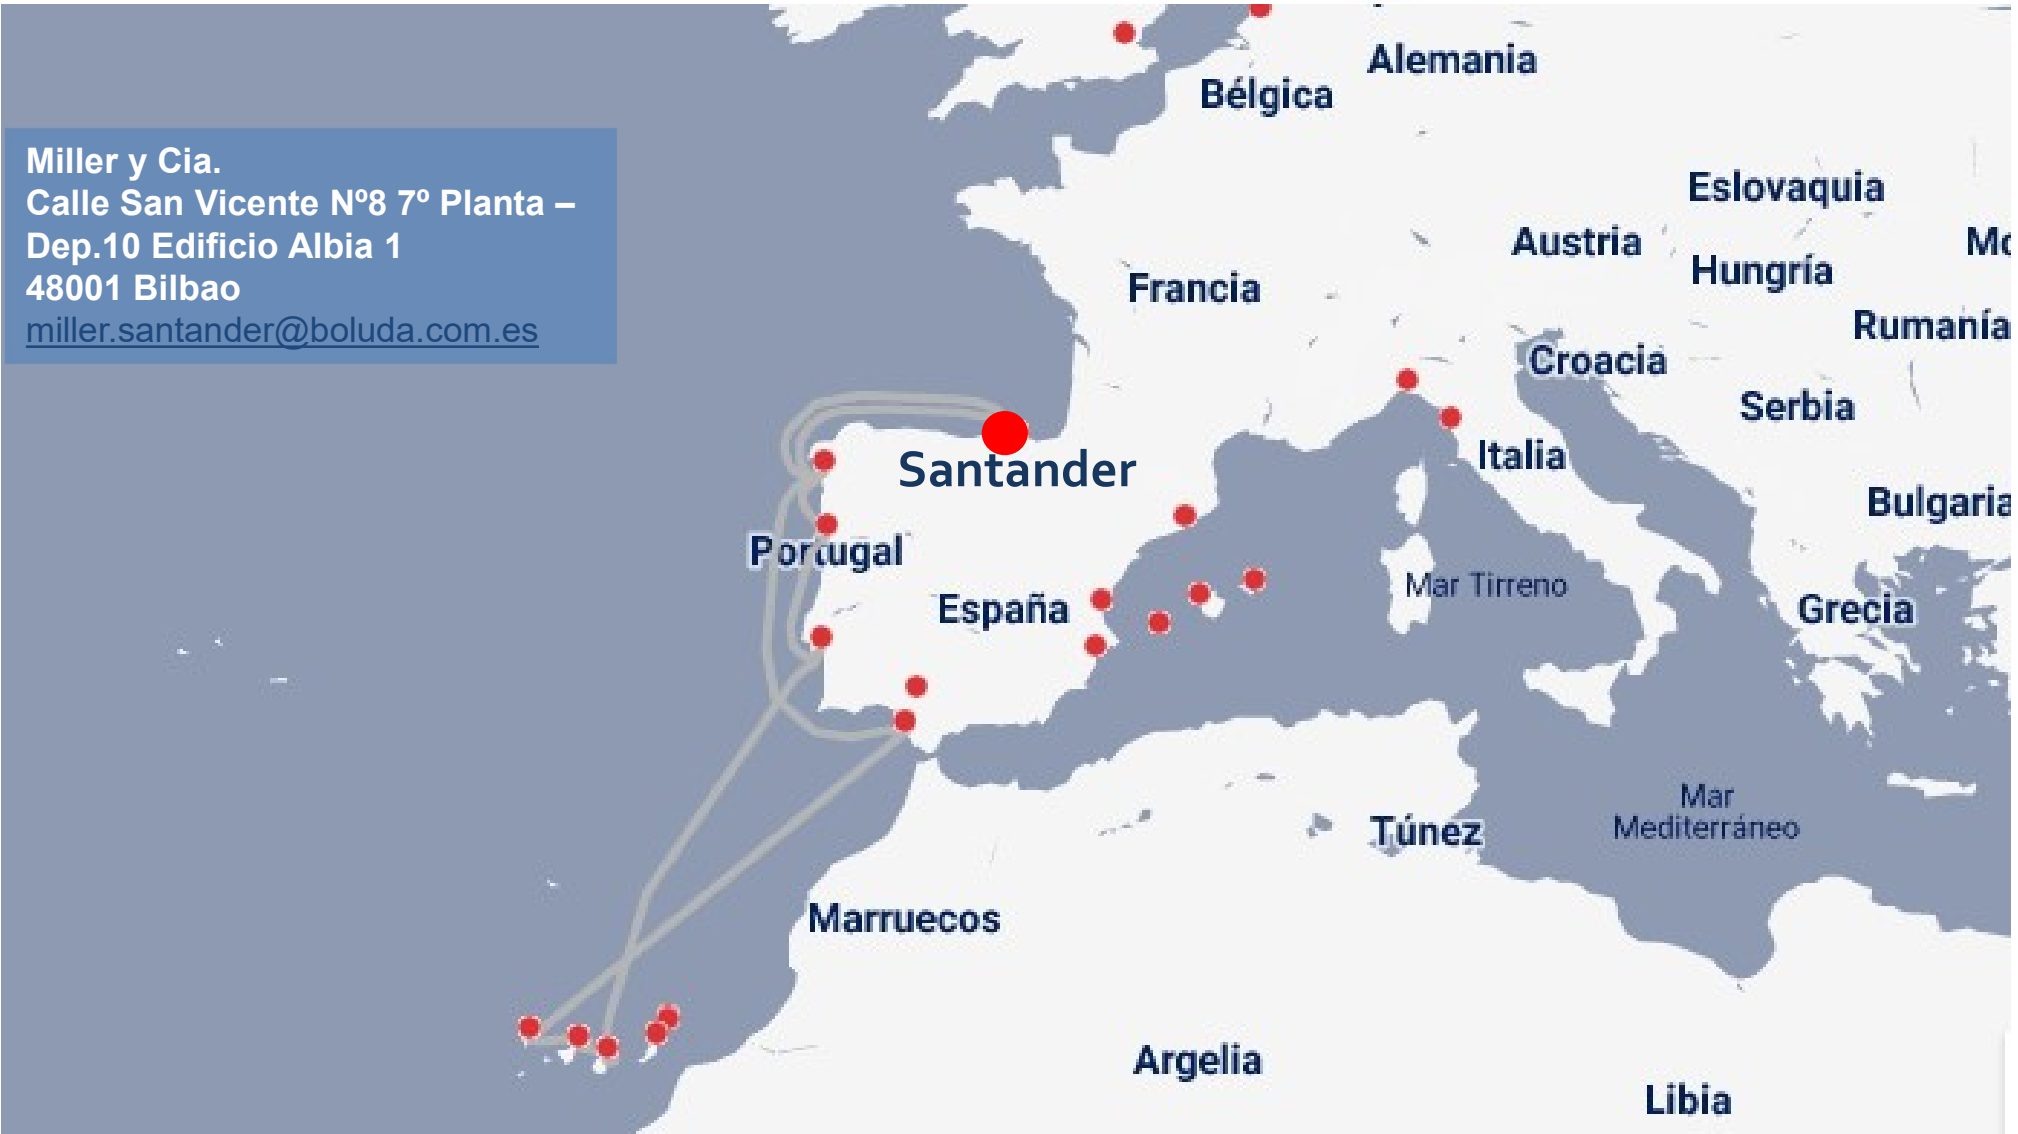 Alemania
Bélgica
Miller y Cia.
Calle San Vicente Nº8 7º Planta –
Dep.10 Edificio Albia 1
48001 Bilbao
miller.santander@boluda.com.es
Eslovaquia
Austria
Mo
Hungría
Francia
Rumanía
Croacia
Serbia
Santander
Italia
Bulgaria
Portugal
Mar Tirreno
España
Grecia
Mar
Mediterráneo
Túnez
Marruecos
Argelia
Libia